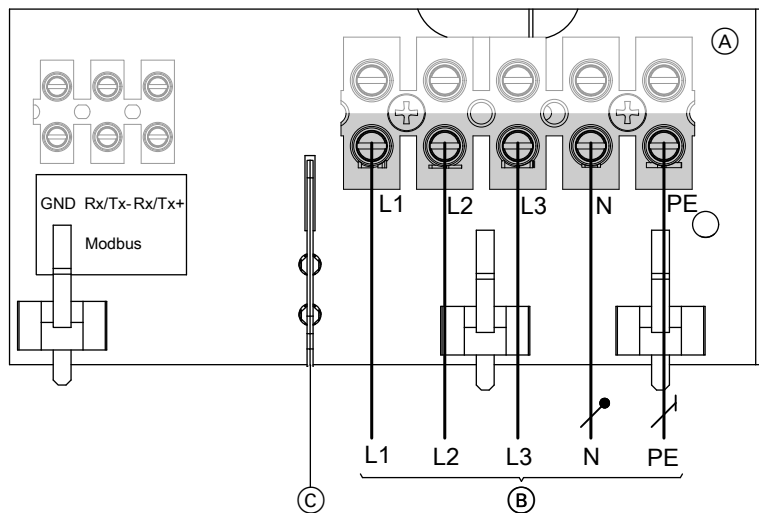 A
L1 L2 L3 N PE
GND Rx/Tx- Rx/Tx+
Modbus
L1 L2 L3 N PE
C B